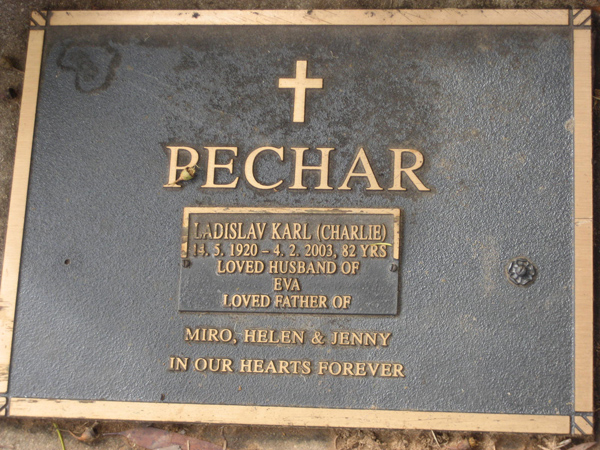 PECHAR
LADISLAV KARL (CHARLIE)
14. 5. 1920 – 4. 2. 2003, 82 YRS
LOVED HUSBAND OF
EVA
LOVED FATHER OF
MIRO, HELEN & JENNY
IN OUR HEARTS FOREVER